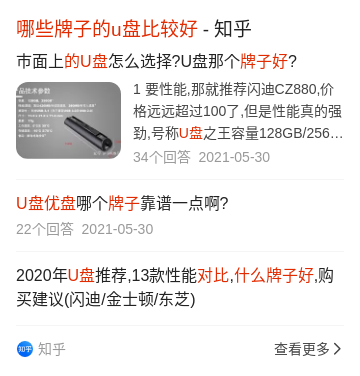 哪些牌子的u盘比较好 - 知乎
市面上的U盘怎么选择?U盘那个牌子好?
1 要性能,那就推荐闪迪CZ880,价
格远远超过100了,但是性能真的强
劲,号称U盘之王容量128GB/256…
34个回答 2021-05-30
U盘优盘哪个牌子靠谱一点啊?
22个回答 2021-05-30
2020年U盘推荐,13款性能对比,什么牌子好,购
买建议(闪迪/金士顿/东芝)
知乎 知乎
查看更多